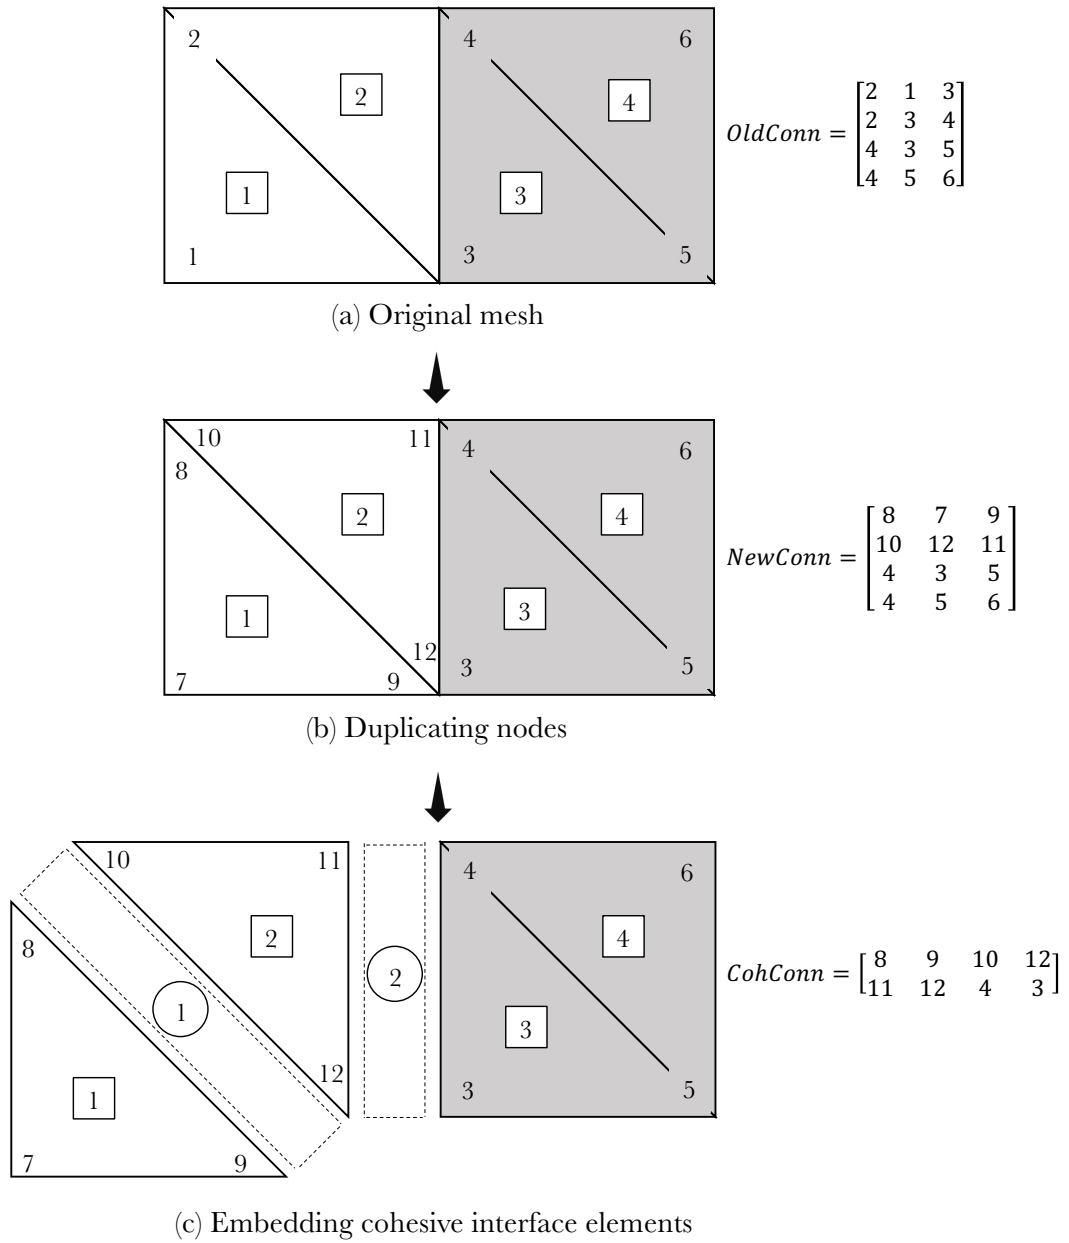 2 4 6
2 4
OldConn = [2 1 3
2 3 4
4 3 5
4 5 6]
1 3
1 3 5
(a) Original mesh
10 11 4 6
8
2 4
NewConn = [8 7 9
10 12 11
4 3 5
4 5 6]
1 3
12 3 5
7 9
(b) Duplicating nodes
10 11 4 6
8 2 4
2
CohConn = [8 9 10 12
11 12 4 3]
1 3
12 3 5
1
7 9
(c) Embedding cohesive interface elements